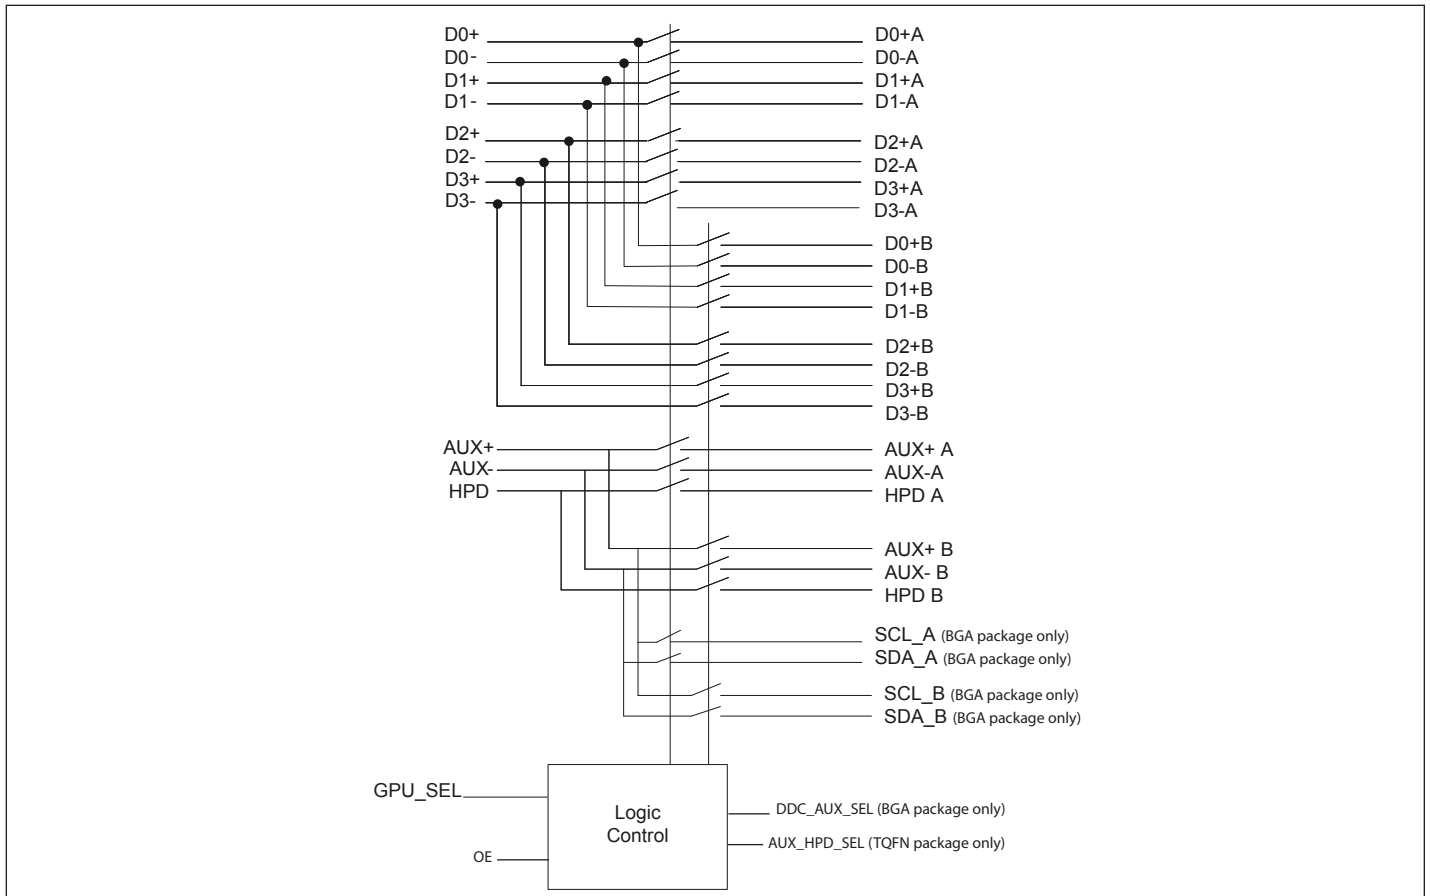 D0+
D0-
D1+
D1-
D2+
D2-
D3+
D3-
D0+A
D0-A
D1+A
D1-A
D2+A
D2-A
D3+A
D3-A
D0+B
D0-B
D1+B
D1-B
D2+B
D2-B
D3+B
D3-B
AUX+
AUX-
HPD
AUX+ A
AUX-A
HPD A
AUX+ B
AUX- B
HPD B
SCL_A (BGA package only)
SDA_A (BGA package only)
SCL_B (BGA package only)
SDA_B (BGA package only)
GPU_SEL
OE
Logic
Control
DDC_AUX_SEL (BGA package only)
AUX_HPD_SEL (TQFN package only)